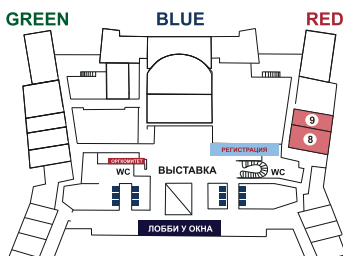 GREEN BLUE RED
9
8
РЕГИСТРАЦИЯ
ОРГКОМИТЕТ
ВЫСТАВКА
WC WC
ЛОББИ У ОКНА